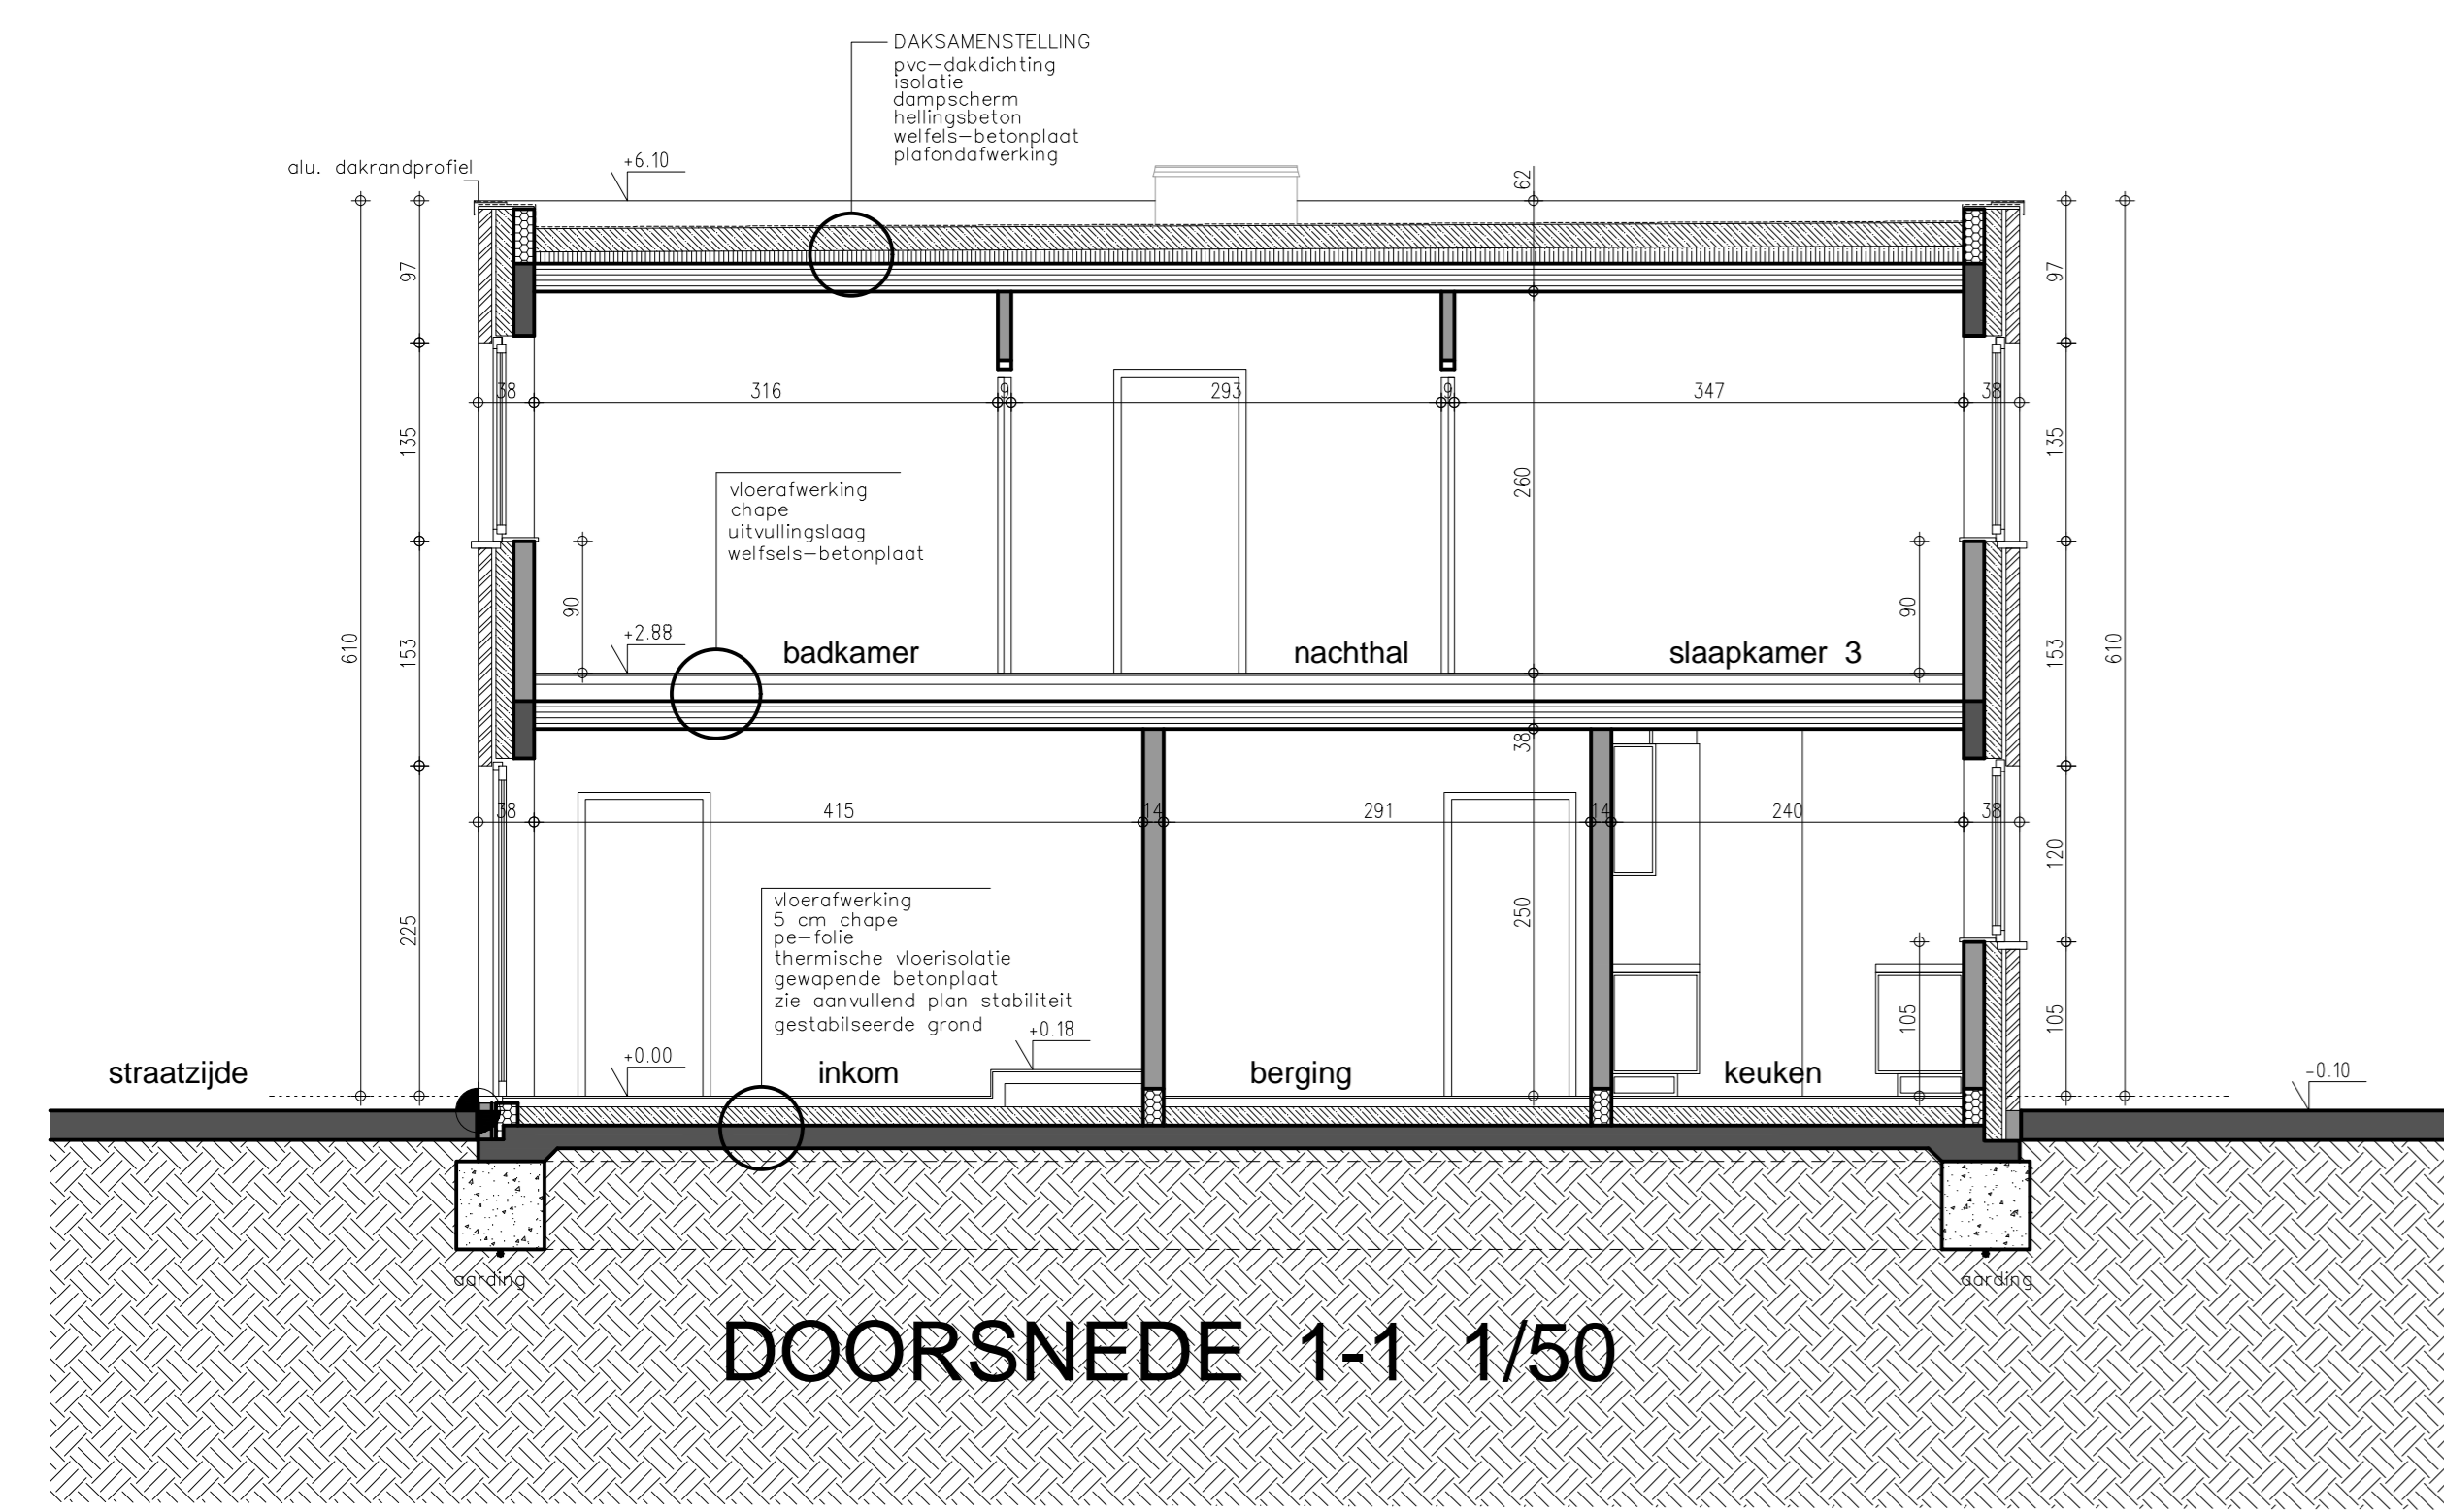 DAKSAMENSTELLING
pvc-dakdichting
isolatie
dampscherm
hellingsbeton
welfels-betonplaat
plafondafwerking
alu. dakrandprofiel
+6.10
62
97
97
38
316
9
293
9
347
38
135
260
135
vloerafwerking
chape
uitvullingslaag
welfsels-betonplaat
90
90
610
153
+2.88
badkamer
nachthal
slaapkamer 3
153
610
38
38
415
14
291
14
240
38
120
225
250
vloerafwerking
5 cm chape
pe-folie
thermische vloerisolatie
gewapende betonplaat
zie aanvullend plan stabiliteit
gestabilseerde grond
+0.18
105
105
+0.00
straatzijde
inkom
berging
keuken
-0.10
aarding
aarding
DOORSNEDE 1-1 1/50